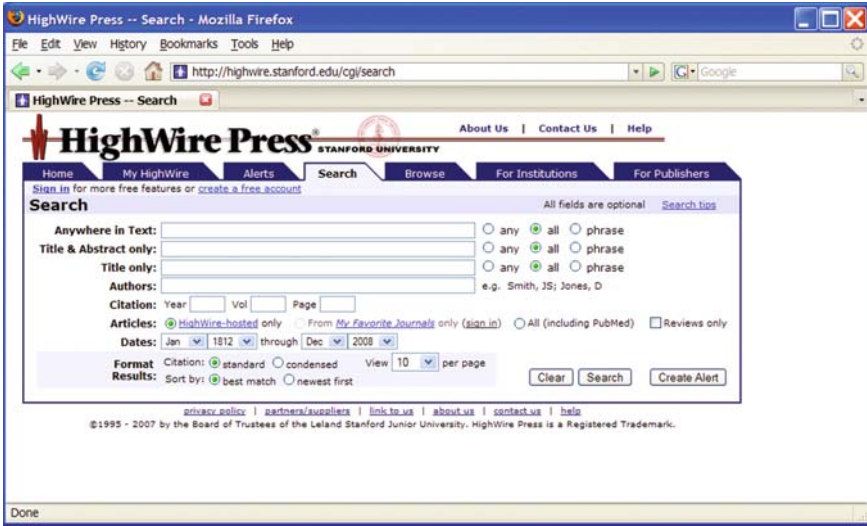 HighWire Press -- Search - Mozilla Firefox
File Edit View History Bookmarks Tools Help
http://highwire.stanford.edu/cgi/search G Google
HighWire Press -- Search
About Us | Contact Us | Help
HighWire Press® STANFORD UNIVERSITY
Home My HighWire Alerts Search Browse For Institutions For Publishers
Sign in for more free features or create a free account
Search All fields are optional Search tips
Anywhere in Text: any all phrase
Title & Abstract only: any all phrase
Title only: any all phrase
Authors: e.g. Smith, JS; Jones, D
Citation: Year Vol Page
Articles: HighWire-hosted only From My Favorite Journals only (sign in) All (including PubMed) Reviews only
Dates: Jan 1812 through Dec 2008
Format Results: Citation: standard condensed View 10 per page
Sort by: best match newest first Clear Search Create Alert
privacy policy | partners/suppliers | link to us | about us | contact us | help
©1995 - 2007 by the Board of Trustees of the Leland Stanford Junior University. HighWire Press is a Registered Trademark.
Done